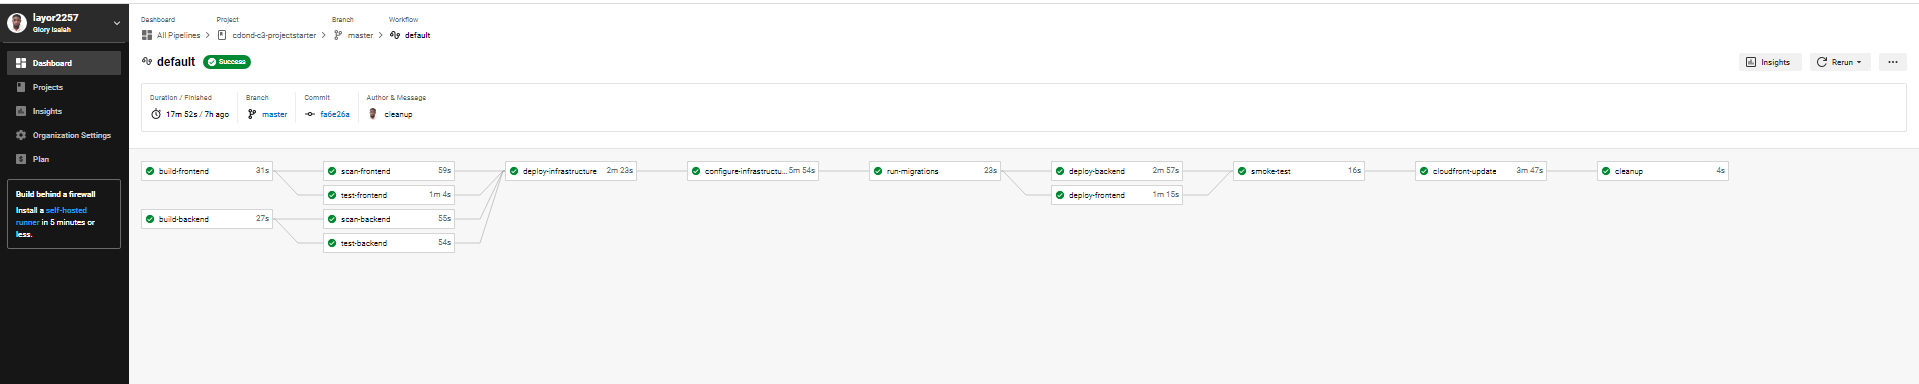 layor2257
Glory Isaiah
Dashboard
Projects
Insights
Organization Settings
Plan
Build behind a firewall
Install a self-hosted
runner in 5 minutes or
less.
Dashboard Project Branch Workflow
All Pipelines cdond-c3-projectstarter master default
default Success
Insights Rerun ...
Duration / Finished Branch Commit Author & Message
17m 52s / 7h ago master fa6e26a cleanup
build-frontend 31s scan-frontend 59s deploy-infrastructure 2m 23s configure-infrastructu... 5m 54s run-migrations 23s deploy-backend 2m 57s smoke-test 16s cloudfront-update 3m 47s cleanup 4s
test-frontend 1m 4s deploy-frontend 1m 15s
build-backend 27s scan-backend 55s
test-backend 54s